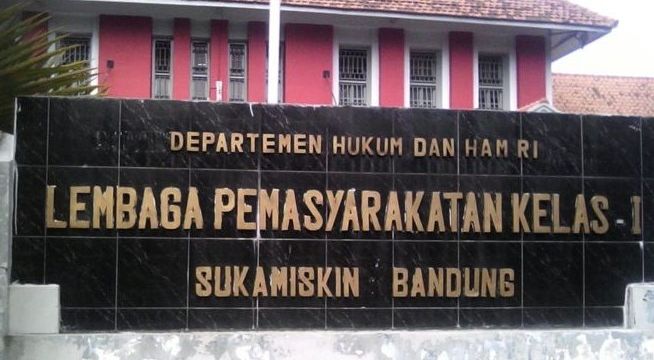 DEPARTEMEN HUKUM DAN HAM RI
LEMBAGA PEMASYARAKATAN KELAS - I
SUKAMISKIN BANDUNG